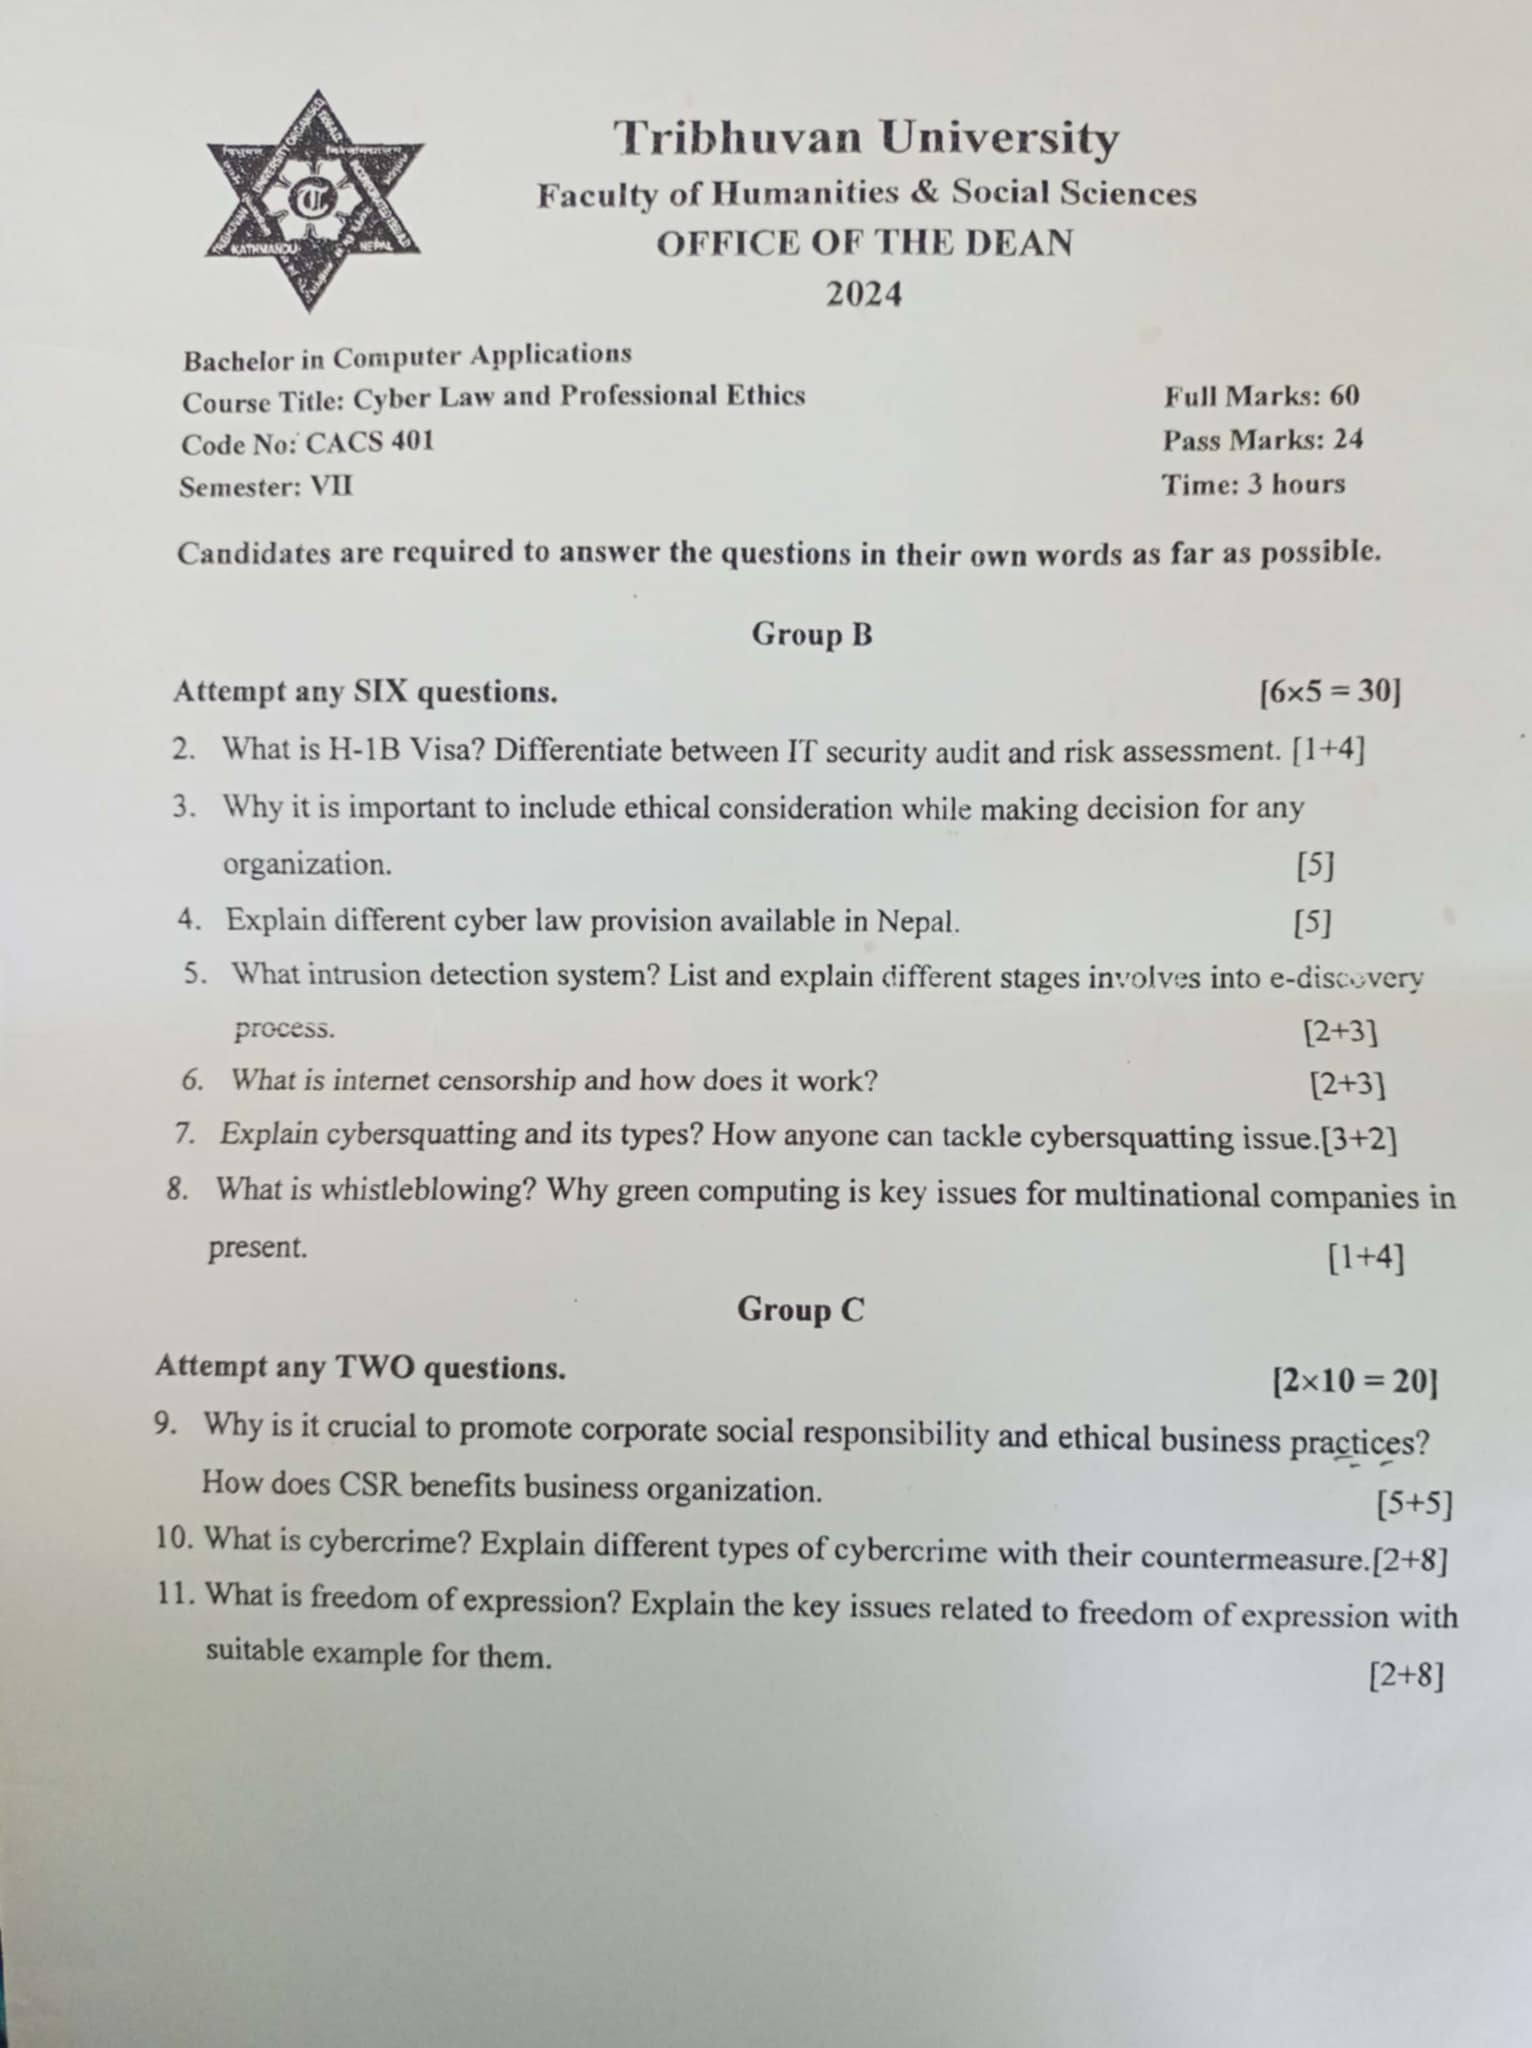 Tribhuvan University
Faculty of Humanities & Social Sciences
OFFICE OF THE DEAN
2024
KATHMANDU
NEPAL
Bachelor in Computer Applications
Course Title: Cyber Law and Professional Ethics Full Marks: 60
Code No: CACS 401 Pass Marks: 24
Semester: VII Time: 3 hours
Candidates are required to answer the questions in their own words as far as possible.
Group B
Attempt any SIX questions. [6×5 = 30]
2. What is H-1B Visa? Differentiate between IT security audit and risk assessment. [1+4]
3. Why it is important to include ethical consideration while making decision for any
organization. [5]
4. Explain different cyber law provision available in Nepal. [5]
5. What intrusion detection system? List and explain different stages involves into e-discovery
process. [2+3]
6. What is internet censorship and how does it work? [2+3]
7. Explain cybersquatting and its types? How anyone can tackle cybersquatting issue.[3+2]
8. What is whistleblowing? Why green computing is key issues for multinational companies in
present. [1+4]
Group C
Attempt any TWO questions. [2×10 = 20]
9. Why is it crucial to promote corporate social responsibility and ethical business practices?
How does CSR benefits business organization. [5+5]
10. What is cybercrime? Explain different types of cybercrime with their countermeasure.[2+8]
11. What is freedom of expression? Explain the key issues related to freedom of expression with
suitable example for them. [2+8]